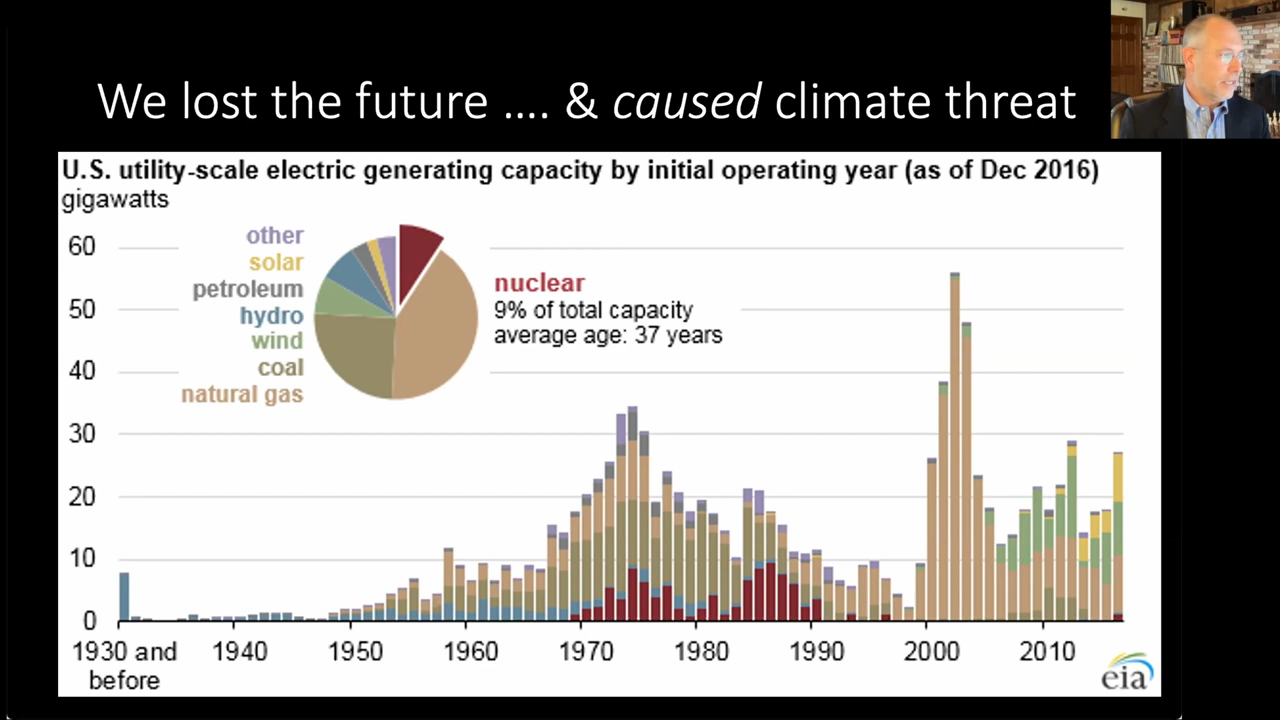 We lost the future .... & caused climate threat
U.S. utility-scale electric generating capacity by initial operating year (as of Dec 2016)
gigawatts
other
solar
petroleum
hydro
wind
coal
natural gas
nuclear
9% of total capacity
average age: 37 years
60
50
40
30
20
10
0
1930 and
before
1940
1950
1960
1970
1980
1990
2000
2010
eia